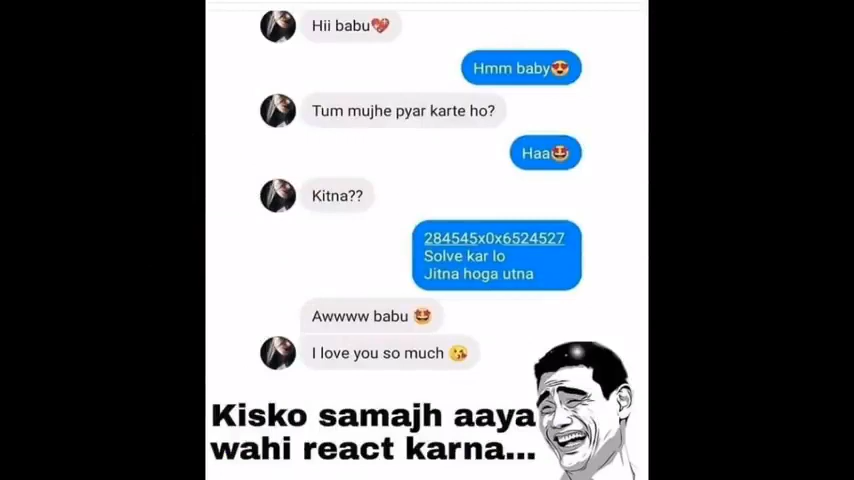 Hii babu💖
Hmm baby😍
Tum mujhe pyar karte ho?
Haa🤩
Kitna??
284545x0x6524527
Solve kar lo
Jitna hoga utna
Awwww babu 🤩
I love you so much 😘
Kisko samajh aaya
wahi react karna...